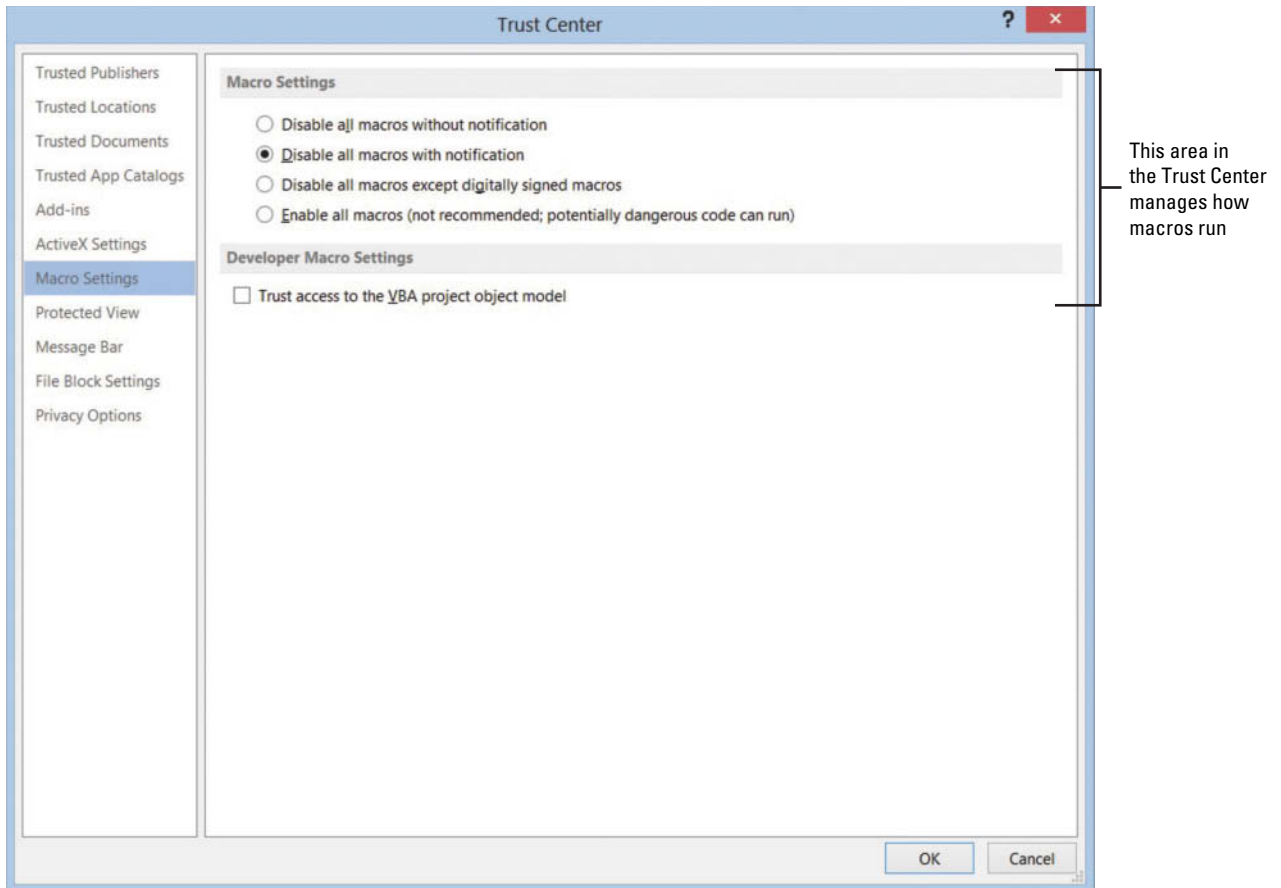 Trust Center
?
×
Trusted Publishers
Trusted Locations
Trusted Documents
Trusted App Catalogs
Add-ins
ActiveX Settings
Macro Settings
Protected View
Message Bar
File Block Settings
Privacy Options
Macro Settings
Disable all macros without notification
Disable all macros with notification
Disable all macros except digitally signed macros
Enable all macros (not recommended; potentially dangerous code can run)
Developer Macro Settings
Trust access to the VBA project object model
OK
Cancel
This area in
the Trust Center
manages how
macros run